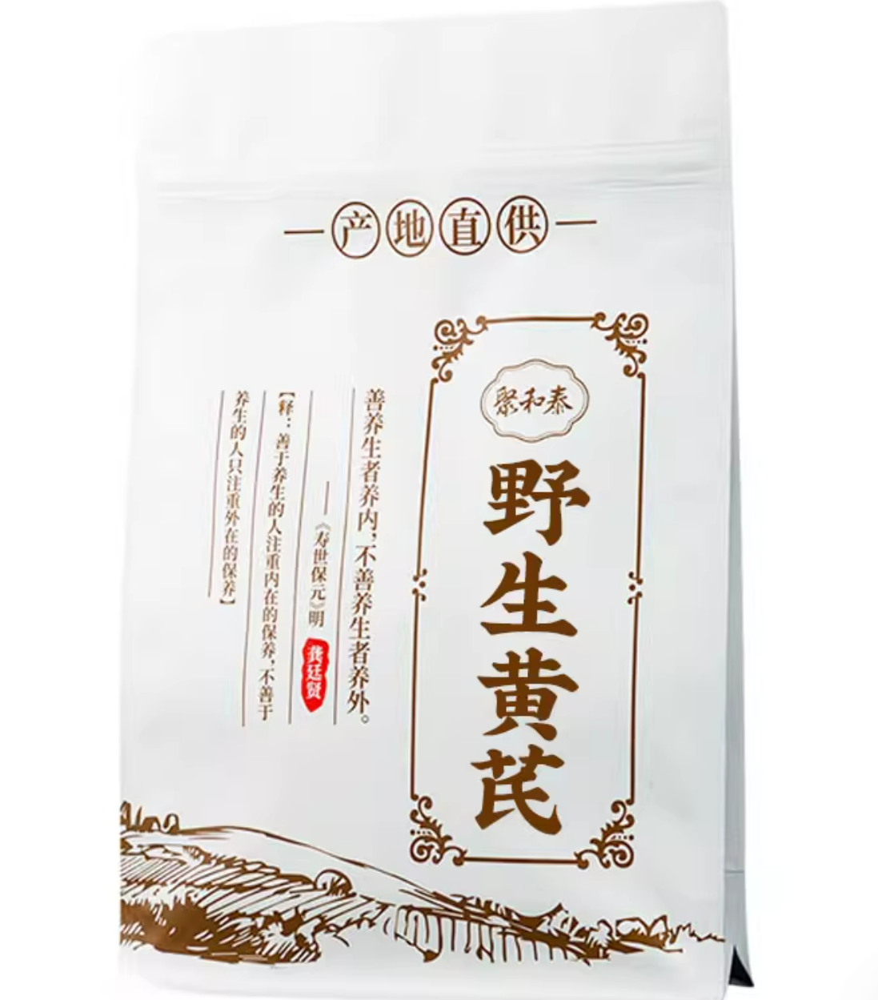 产地直供
聚和泰
野生黄芪
善养生者养内，不善养生者养外。
——《寿世保元》明
龚廷贤
【释：善于养生的人注重内在的保养，不善于
养生的人只注重外在的保养】